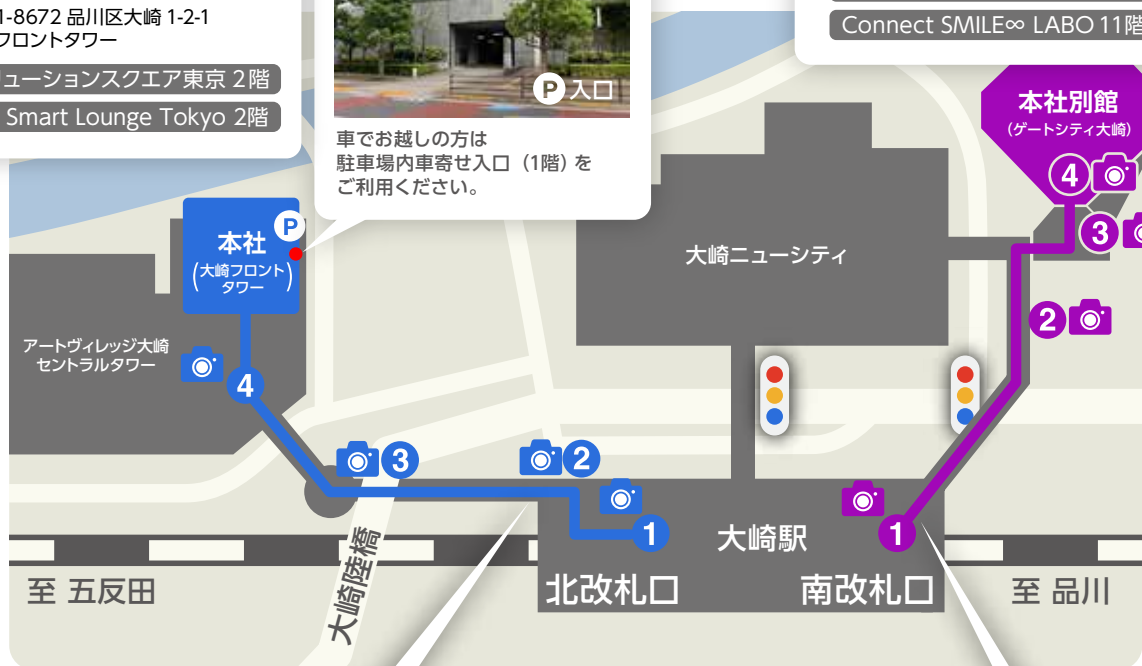 1-8672 品川区大崎 1-2-1
フロントタワー
リューションスクエア東京 2階
Smart Lounge Tokyo 2階
P 入口
車でお越しの方は
駐車場内車寄せ入口（1階）を
ご利用ください。
Connect SMILE∞ LABO 11階
本社別館
（ゲートシティ大崎）
4
3
2
1
P
本社
(大崎フロント
タワー)
アートヴィレッジ大崎
セントラルタワー
4
3
2
1
大崎ニューシティ
大崎駅
北改札口
南改札口
至 五反田
大崎陸橋
至 品川